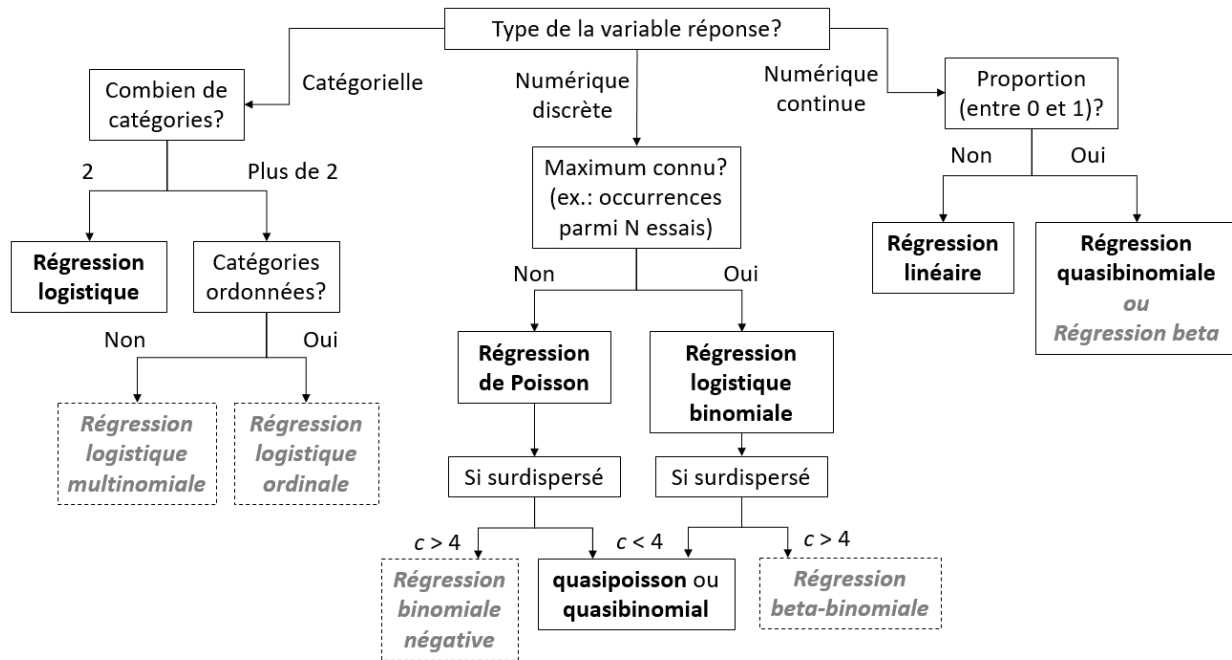 Type de la variable réponse?
Combien de
catégories?
Catégorielle
Numérique
discrète
Numérique
continue
Proportion
(entre 0 et 1)?
2
Plus de 2
Maximum connu?
(ex.: occurrences
parmi N essais)
Non
Oui
Régression
logistique
Catégories
ordonnées?
Régression
linéaire
Régression
quasibinomiale
ou
Régression beta
Non
Oui
Non
Oui
Régression
de Poisson
Régression
logistique
binomiale
Régression
logistique
multinomiale
Régression
logistique
ordinale
Si surdispersé
Si surdispersé
c > 4
c < 4
c > 4
Régression
binomiale
négative
quasipoisson ou
quasibinomial
Régression
beta-binomiale